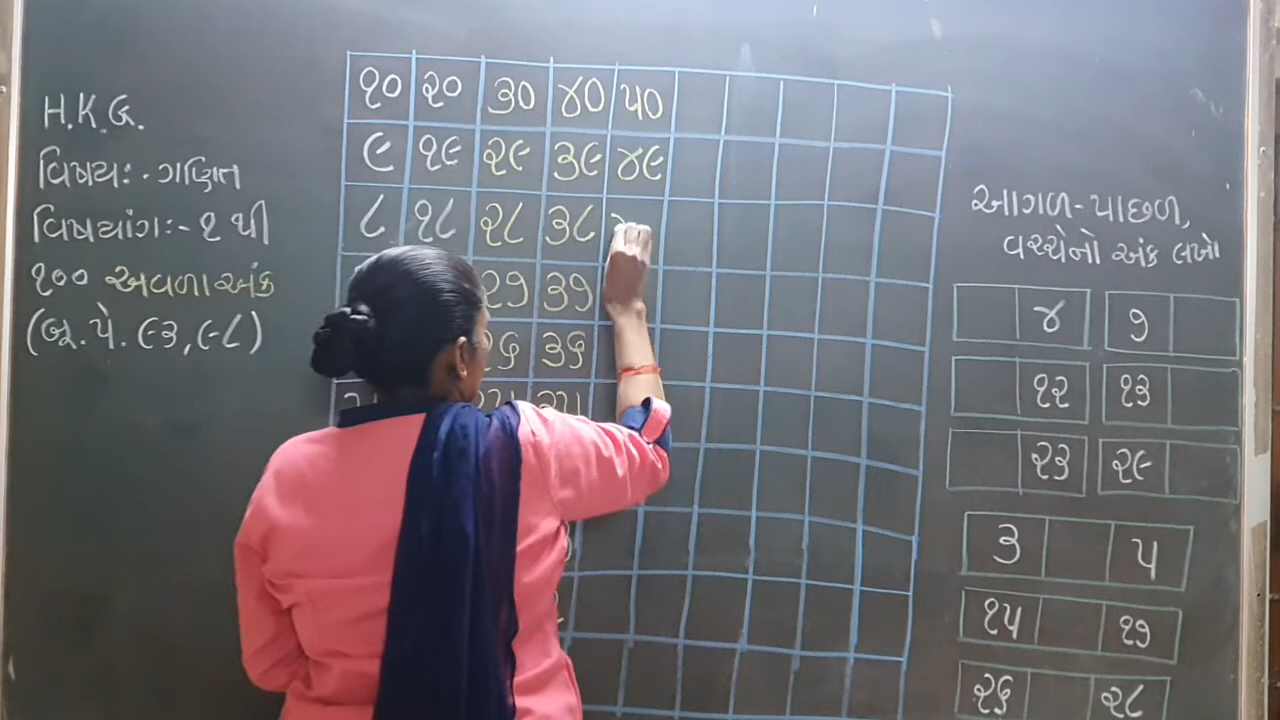 H.K.G.
વિષયઃ- ગણિત
વિષયાંગઃ- ૧ થી
૧૦૦ અવળા અંક
(બૂ.પે. ૯૩,૯૮)
૧૦ ૨૦ ૩૦ ૪૦ ૫૦
૯ ૧૯ ૨૯ ૩૯ ૪૯
૮ ૧૮ ૨૮ ૩૮
૨૭ ૩૭
૨૬ ૩૬
આગળ-પાછળ,
વચ્ચેનો અંક લખો
૪ ૭
૧૨ ૧૩
૨૩ ૨૯
૩ ૫
૧૫ ૧૭
૨૬ ૨૮